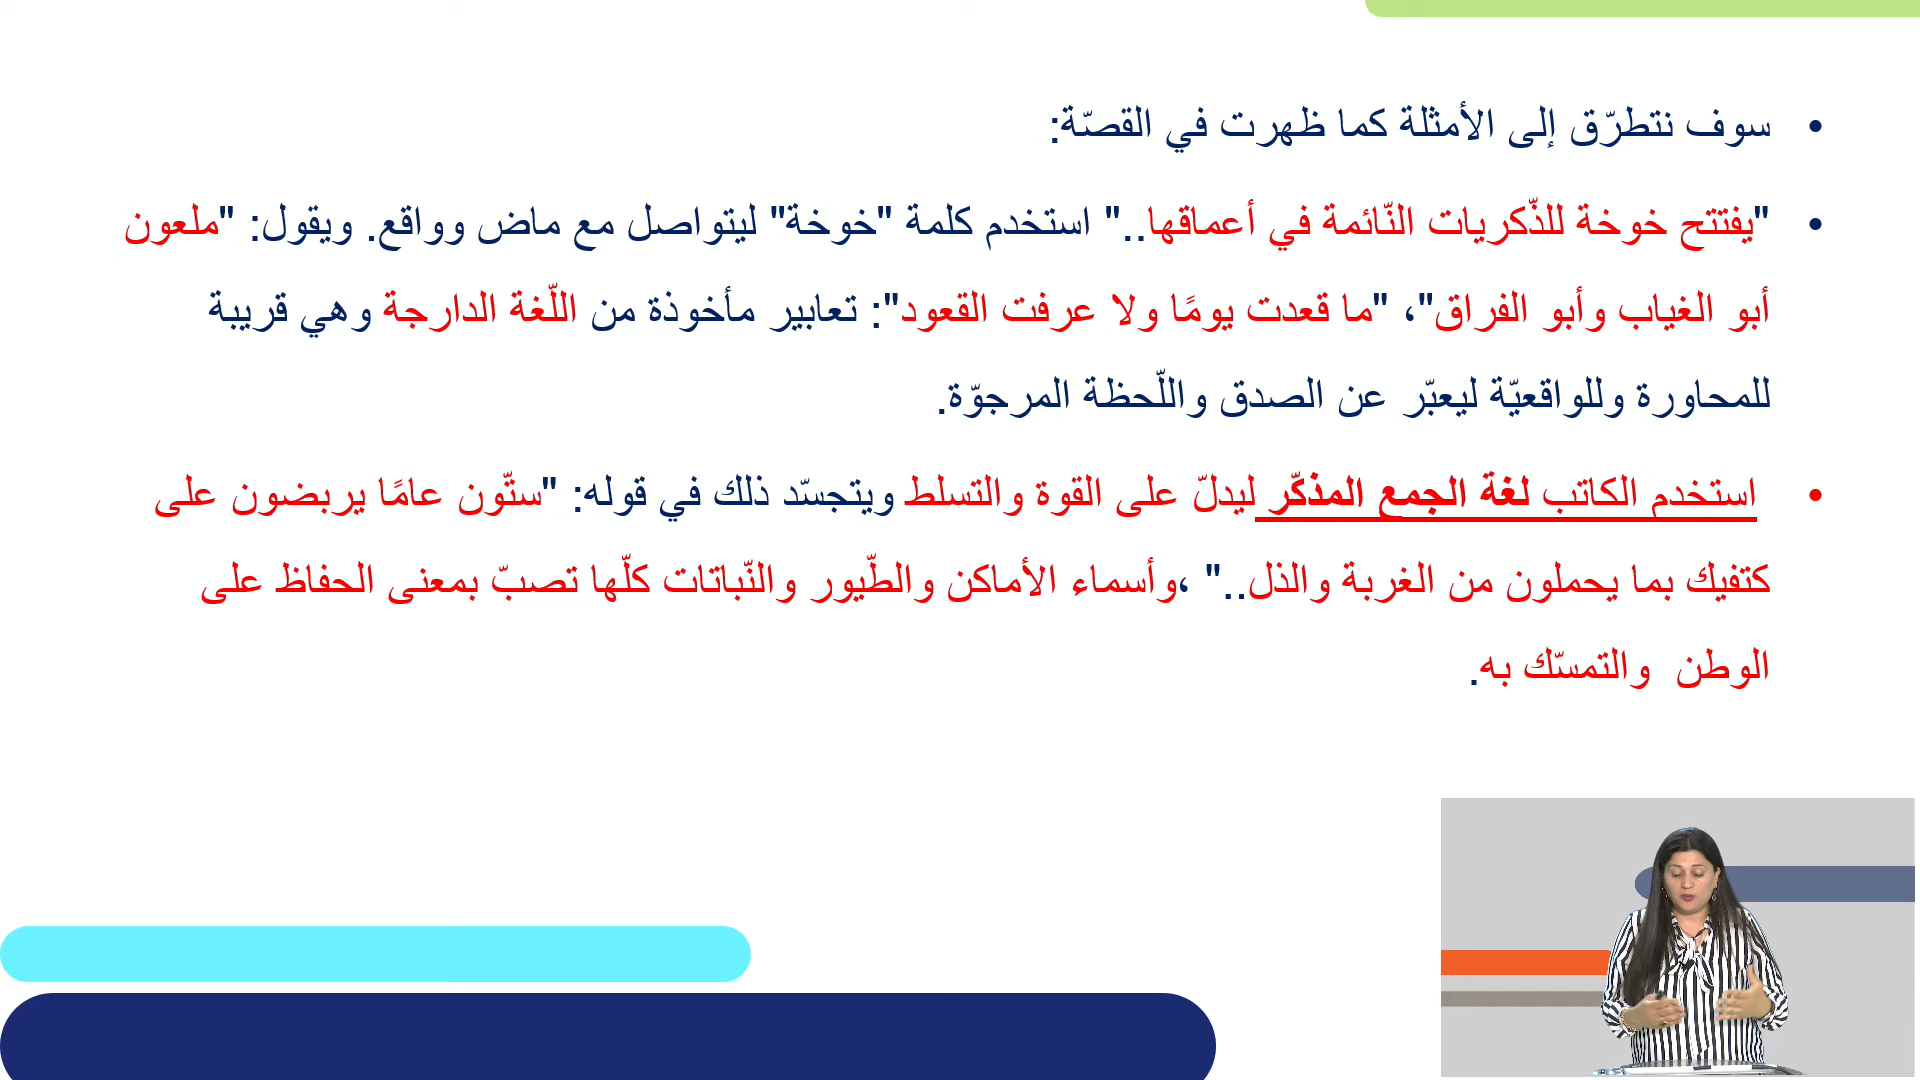 • سوف نتطرّق إلى الأمثلة كما ظهرت في القصّة:
• "يفتتح خوخة للذّكريات النّائمة في أعماقها.." استخدم كلمة "خوخة" ليتواصل مع ماض وواقع. ويقول: "ملعون
أبو الغياب وأبو الفراق"، "ما قعدت يومًا ولا عرفت القعود": تعابير مأخوذة من اللّغة الدارجة وهي قريبة
للمحاورة وللواقعيّة ليعبّر عن الصدق واللّحظة المرجوّة.
• استخدم الكاتب لغة الجمع المذكّر ليدلّ على القوة والتسلط ويتجسّد ذلك في قوله: "ستّون عامًا يربضون على
كتفيك بما يحملون من الغربة والذل.." ،وأسماء الأماكن والطّيور والنّباتات كلّها تصبّ بمعنى الحفاظ على
الوطن والتمسّك به.